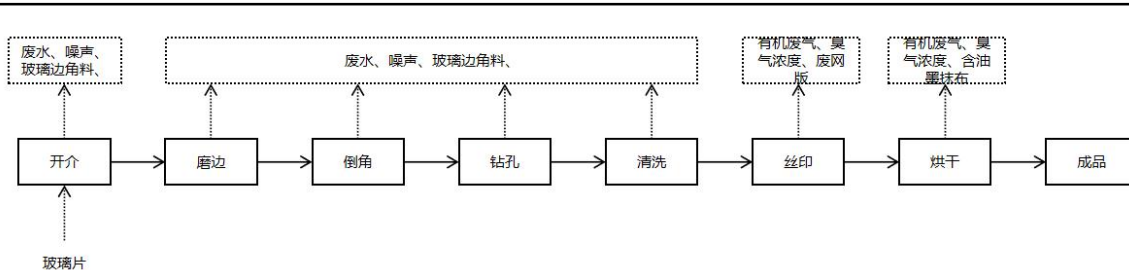 废水、噪声、
玻璃边角料、
废水、噪声、玻璃边角料、
有机废气、臭
气浓度、废网
版
有机废气、臭
气浓度、含油
墨抹布
开介
磨边
倒角
钻孔
清洗
丝印
烘干
成品
玻璃片